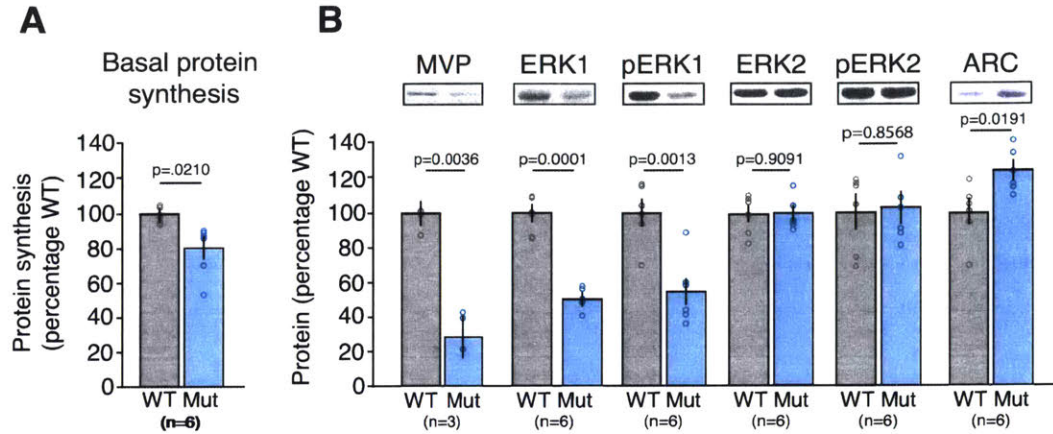 A
Basal protein
synthesis
Protein synthesis
(percentage WT)
140
120
100
80
60
40
20
0
p=.0210
WT Mut
(n=6)
B
MVP ERK1 pERK1 ERK2 pERK2 ARC
Protein (percentage WT)
140
120
100
80
60
40
20
0
p=0.0036 p=0.0001 p=0.0013 p=0.9091 p=0.8568 p=0.0191
WT Mut WT Mut WT Mut WT Mut WT Mut WT Mut
(n=3) (n=6) (n=6) (n=6) (n=6) (n=6)